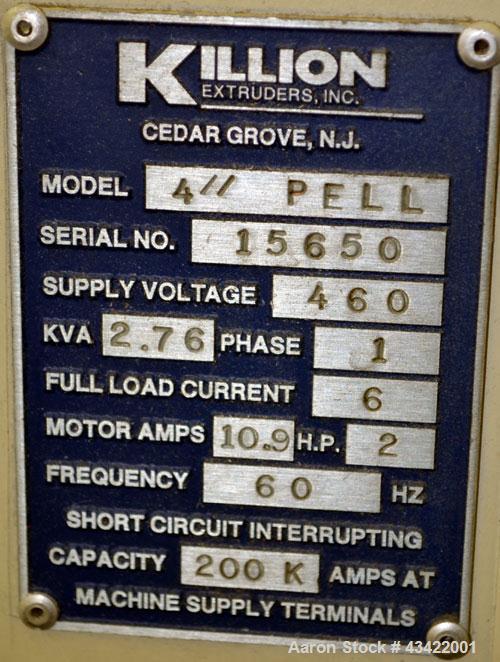 KILLION
EXTRUDERS, INC.
CEDAR GROVE, N.J.
MODEL 4" PELL
SERIAL NO. 15650
SUPPLY VOLTAGE 460
KVA 2.76 PHASE 1
FULL LOAD CURRENT 6
MOTOR AMPS 10.9 H.P. 2
FREQUENCY 60 HZ
SHORT CIRCUIT INTERRUPTING
CAPACITY 200 K AMPS AT
MACHINE SUPPLY TERMINALS
Aaron Stock # 43422001